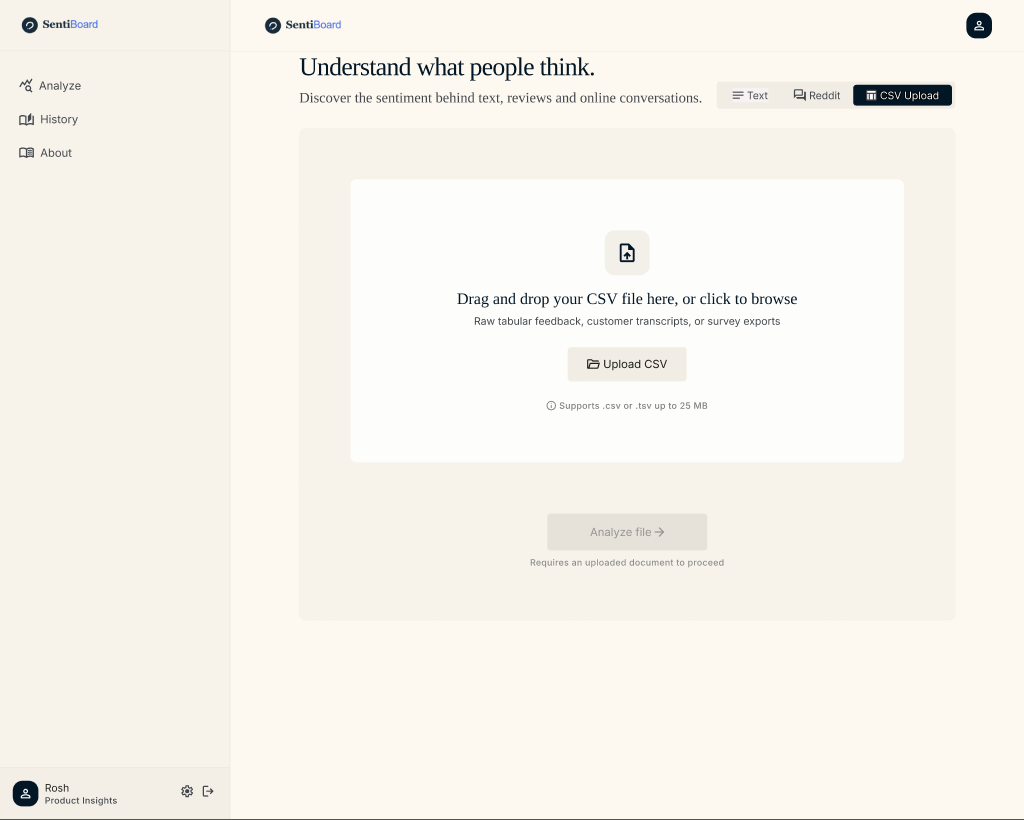 SentiBoard
Analyze
History
About
Rosh
Product Insights
SentiBoard
Understand what people think.
Discover the sentiment behind text, reviews and online conversations.
Text
Reddit
CSV Upload
Drag and drop your CSV file here, or click to browse
Raw tabular feedback, customer transcripts, or survey exports
Upload CSV
Supports .csv or .tsv up to 25 MB
Analyze file
Requires an uploaded document to proceed